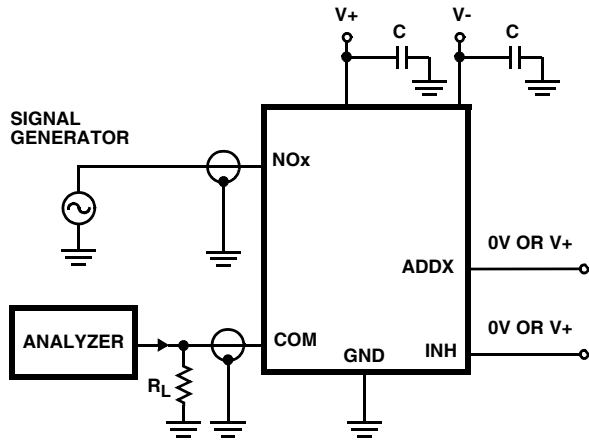 V+
V-
C
C
SIGNAL
GENERATOR
NOx
0V OR V+
ADDX
0V OR V+
ANALYZER
COM
GND
INH
RL